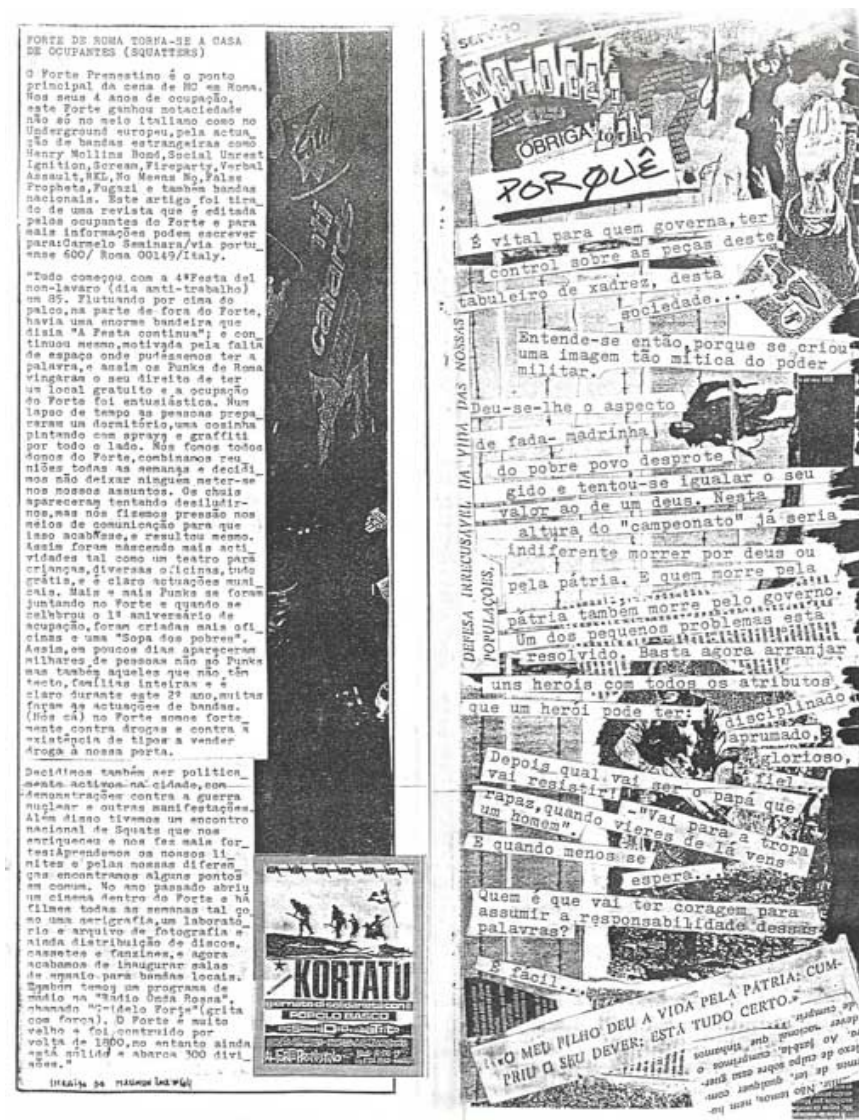 FORTE DE ROMA TORNA-SE A CASA
DE OCUPANTES (SQUATTERS)
O Forte Prenestino é o ponto
principal da cena de HC em Roma.
Nos seus 4 anos de ocupação,
este Forte ganhou notaciedade
não só no meio italiano como no
Underground europeu,pela actua_
ção de bandas estrangeiras como
Henry Mollins Bond,Social Unrest
Ignition,Scream,Fireparty,Verbal
Assault,RKL,No Means No,False
Prophets,Fugazi e tambem bandas
nacionais. Este artigo foi tira_
do de uma revista que é editada
pelos ocupantes do Forte e para
mais informações podem escrever
para:Carmelo Seminara/via portu_
ense 600/ Roma 00149/Italy.
"Tudo começou com a 4ªFesta del
non-lavaro (dia anti-trabalho)
em 85. Flutuando por cima do
palco,na parte de fora do Forte,
havia uma enorme bandeira que
dizia "A Festa continua"; e con_
tinuou mesmo,motivada pela falta
de espaço onde pudéssemos ter a
palavra,e assim os Punks de Roma
vingaram o seu direito de ter
um local gratuito e a ocupação
do Forte foi entusiástica. Num
lapso de tempo as pessoas prepa_
raram um dormitório,uma cosinha
pintando com sprays e graffiti
por todo o lado. Nós fomos todos
donos do Forte,combinamos reu_
niões todas as semanas e decidi_
mos não deixar ninguém meter-se
nos nossos assuntos. Os chuis
apareceram tentando desiludir-
nos,mas nós fizemos pressão nos
meios de comunicação para que
isso acabasse,e resultou mesmo.
Assim foram nascendo mais acti_
vidades tal como um teatro para
crianças,diversas oficinas,tudo
grátis,e é claro actuações musi_
cais. Mais e mais Punks se foram
juntando no Forte e quando se
celebrou o 1º aniversário de
acupação,foram criadas mais ofi_
cinas e uma "Sopa dos pobres".
Assim,em poucos dias apareceram
milhares de pessoas não só Punks
mas também aqueles que não têm
tecto,famílias inteiras e é
claro durante este 2º ano,muitas
foram as actuações de bandas.
(Nós cá) no Forte somos forte_
mente contra drogas e contra a
existência de tipos a vender
droga à nossa porta.
Decidimos também ser politica_
mente activos na cidade,com
demonstrações contra a guerra
nuclear e outras manifestações.
Além disso tivemos um encontro
nacional de Squats que nos
enriqueceu e nos fez mais for_
tes:Aprendemos os nossos li_
mites e pelas nossas diferen_
ças encontramos alguns pontos
em comum. No ano passado abriu
um cinema dentro do Forte e há
filmes todas as semanas tal co_
mo uma serigrafia,um laborató_
rio e arquivo de fotografia e
ainda distribuição de discos,
cassetes e fanzines,e agora
acabamos de inaugurar salas
de ensaio para bandas locais.
Também temos um programa de
rádio na "Rádio Onda Rossa",
chamado (grita
com força). O Forte é muito
velho e foi construido por
volta de 1800,no entanto ainda
está sólido e abarca 300 divi_
sões."
KORTATU
POPOLO BASCO
serviço
MILITAR
OBRIGAtório
PORQUÊ
É vital para quem governa,ter
control sobre as peças deste
tabuleiro de xadrez, desta
sociedade...
Entende-se então,porque se criou
uma imagem tão mítica do poder
militar.
Deu-se-lhe o aspecto
de fada- madrinha
do pobre povo desprote
gido e tentou-se igualar o seu
valor ao de um deus. Nesta
altura do "campeonato" já seria
indiferente morrer por deus ou
pela pátria. E quem morre pela
pátria tambem morre pelo governo.
Um dos pequenos problemas está
resolvido. Basta agora arranjar
uns heróis com todos os atributos
que um herói pode ter:
disciplinado,
aprumado,
glorioso,
fiel...
DEFESA IRRECUSÁVEL DA VIDA DAS NOSSAS
POPULAÇÕES,
Depois qual vai ser o papá que
vai resistir! -"Vai para a tropa
rapaz,quando vieres de lá vens
um homem".
E quando menos se
espera...
Quem é que vai ter coragem para
assumir a responsabilidade dessas
palavras?
É fácil...
"O MEU FILHO DEU A VIDA PELA PÁTRIA; CUM-
PRIU O SEU DEVER; ESTÁ TUDO CERTO."